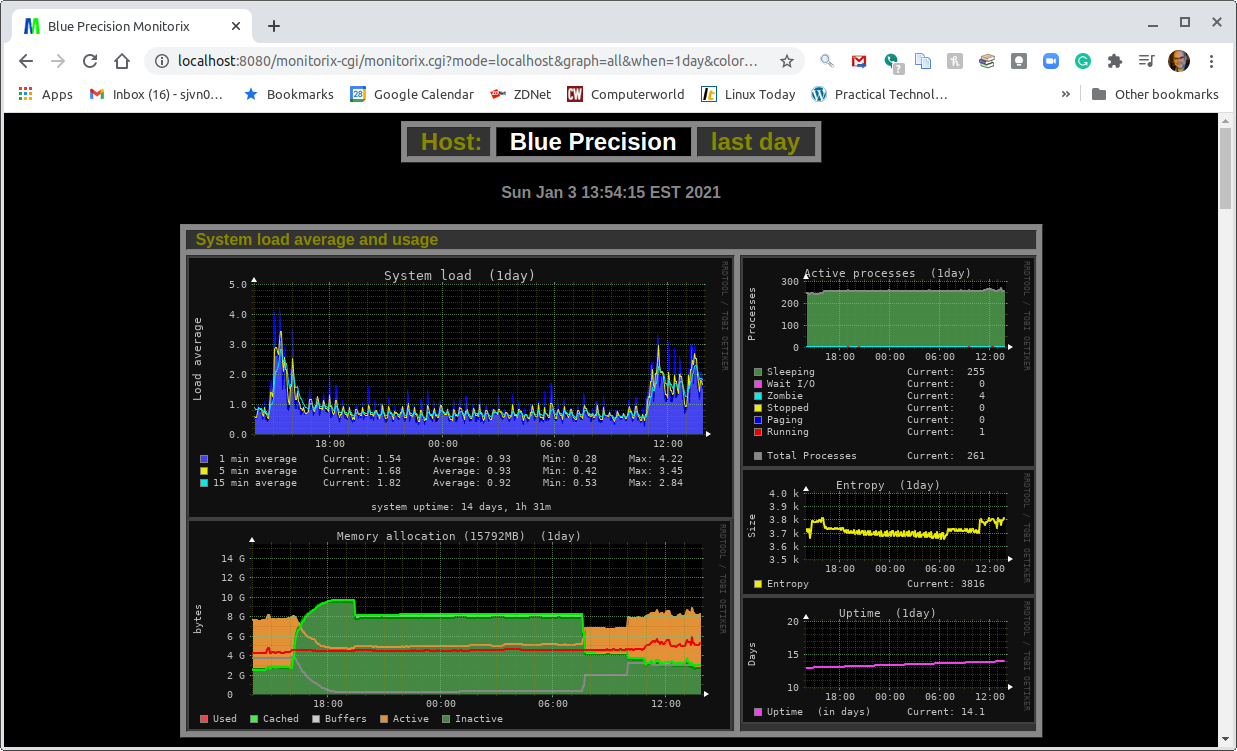 Blue Precision Monitorix
localhost:8080/monitorix-cgi/monitorix.cgi?mode=localhost&graph=all&when=1day&color...
Apps Inbox (16) - sjvn0... Bookmarks 28 Google Calendar ZDNet CW Computerworld Linux Today Practical Technol... » Other bookmarks
Host: Blue Precision last day
Sun Jan 3 13:54:15 EST 2021
System load average and usage
System load (1day)
RRDTOOL / TOBI OETIKER
Load average
5.0
4.0
3.0
2.0
1.0
0.0
18:00 00:00 06:00 12:00
1 min average Current: 1.54 Average: 0.93 Min: 0.28 Max: 4.22
5 min average Current: 1.68 Average: 0.93 Min: 0.42 Max: 3.45
15 min average Current: 1.82 Average: 0.92 Min: 0.53 Max: 2.84
system uptime: 14 days, 1h 31m
Memory allocation (15792MB) (1day)
RRDTOOL / TOBI OETIKER
bytes
14 G
12 G
10 G
8 G
6 G
4 G
2 G
0
18:00 00:00 06:00 12:00
Used Cached Buffers Active Inactive
Active processes (1day)
RRDTOOL / TOBI OETIKER
Processes
300
200
100
0
18:00 00:00 06:00 12:00
Sleeping Current: 255
Wait I/O Current: 0
Zombie Current: 4
Stopped Current: 0
Paging Current: 0
Running Current: 1
Total Processes Current: 261
Entropy (1day)
RRDTOOL / TOBI OETIKER
Size
4.0 k
3.9 k
3.8 k
3.7 k
3.6 k
3.5 k
18:00 00:00 06:00 12:00
Entropy Current: 3816
Uptime (1day)
RRDTOOL / TOBI OETIKER
Days
20
15
10
18:00 00:00 06:00 12:00
Uptime (in days) Current: 14.1